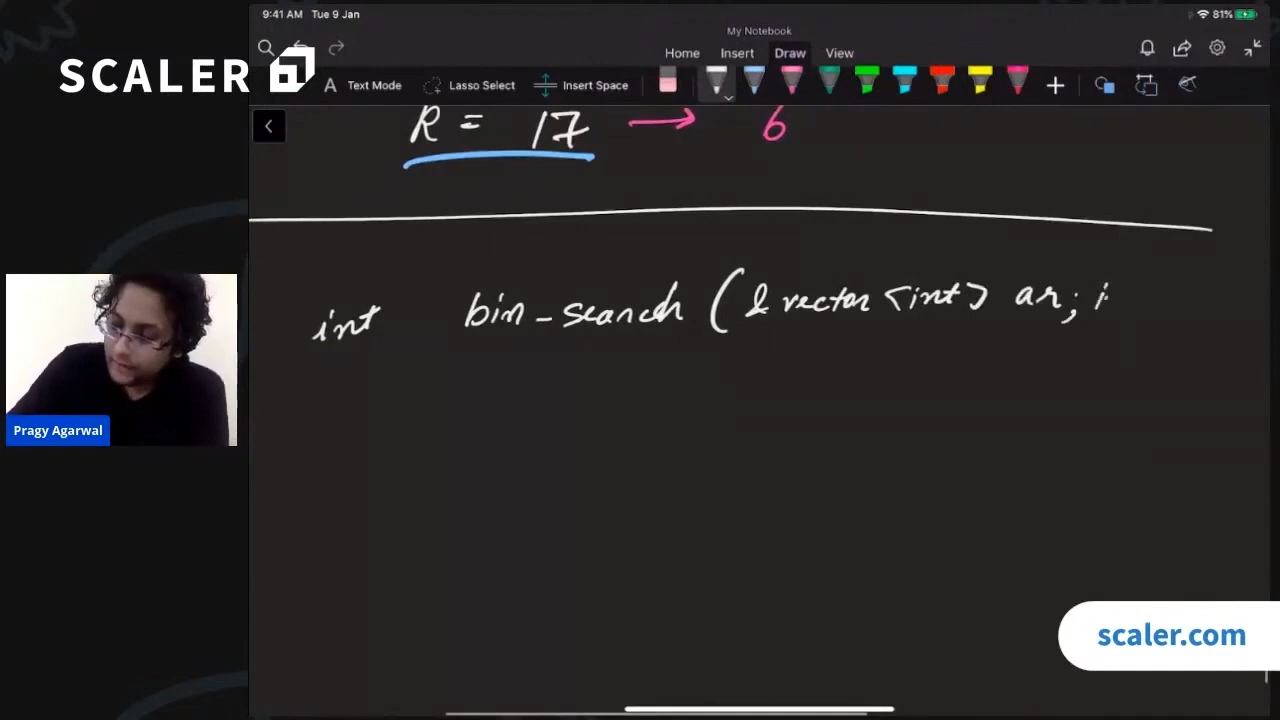 9:41 AM Tue 9 Jan
81%
My Notebook
Home Insert Draw View
SCALER
Text Mode Lasso Select Insert Space
R = 17 → 6
int bin_search (& vector <int> ar; i
Pragy Agarwal
scaler.com